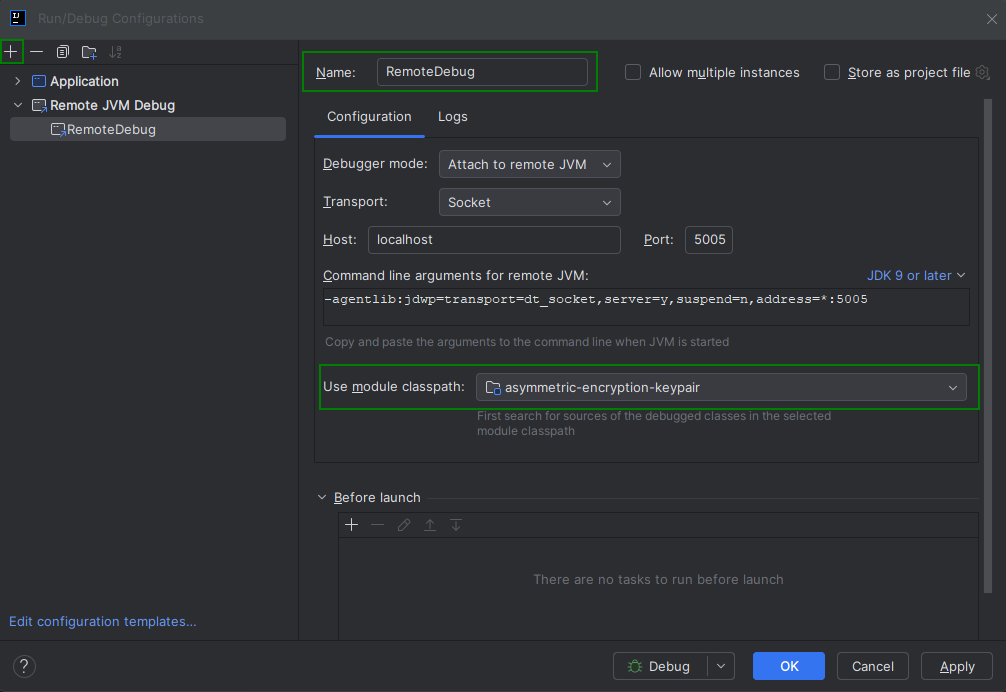 Run/Debug Configurations
Application
Remote JVM Debug
RemoteDebug
Edit configuration templates...
Name: RemoteDebug
Allow multiple instances
Store as project file
Configuration Logs
Debugger mode: Attach to remote JVM
Transport: Socket
Host: localhost Port: 5005
Command line arguments for remote JVM: JDK 9 or later
-agentlib:jdwp=transport=dt_socket,server=y,suspend=n,address=*:5005
Copy and paste the arguments to the command line when JVM is started
Use module classpath: asymmetric-encryption-keypair
First search for sources of the debugged classes in the selected
module classpath
Before launch
There are no tasks to run before launch
? Debug OK Cancel Apply